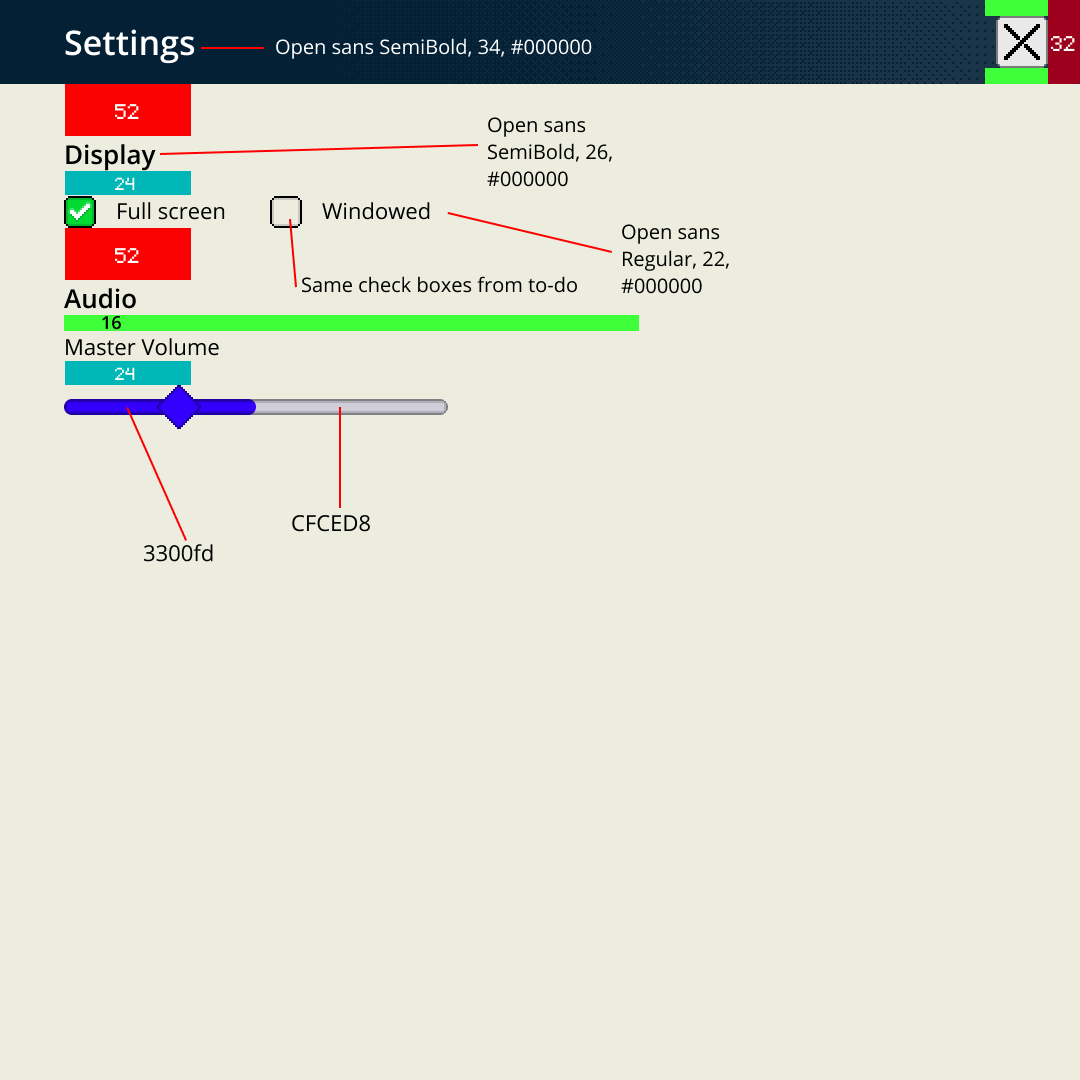 Settings Open sans SemiBold, 34, #000000
32
52
Open sans
SemiBold, 26,
#000000
Display
24
Full screen Windowed
Open sans
Regular, 22,
#000000
52
Same check boxes from to-do
Audio
16
Master Volume
24
CFCED8
3300fd